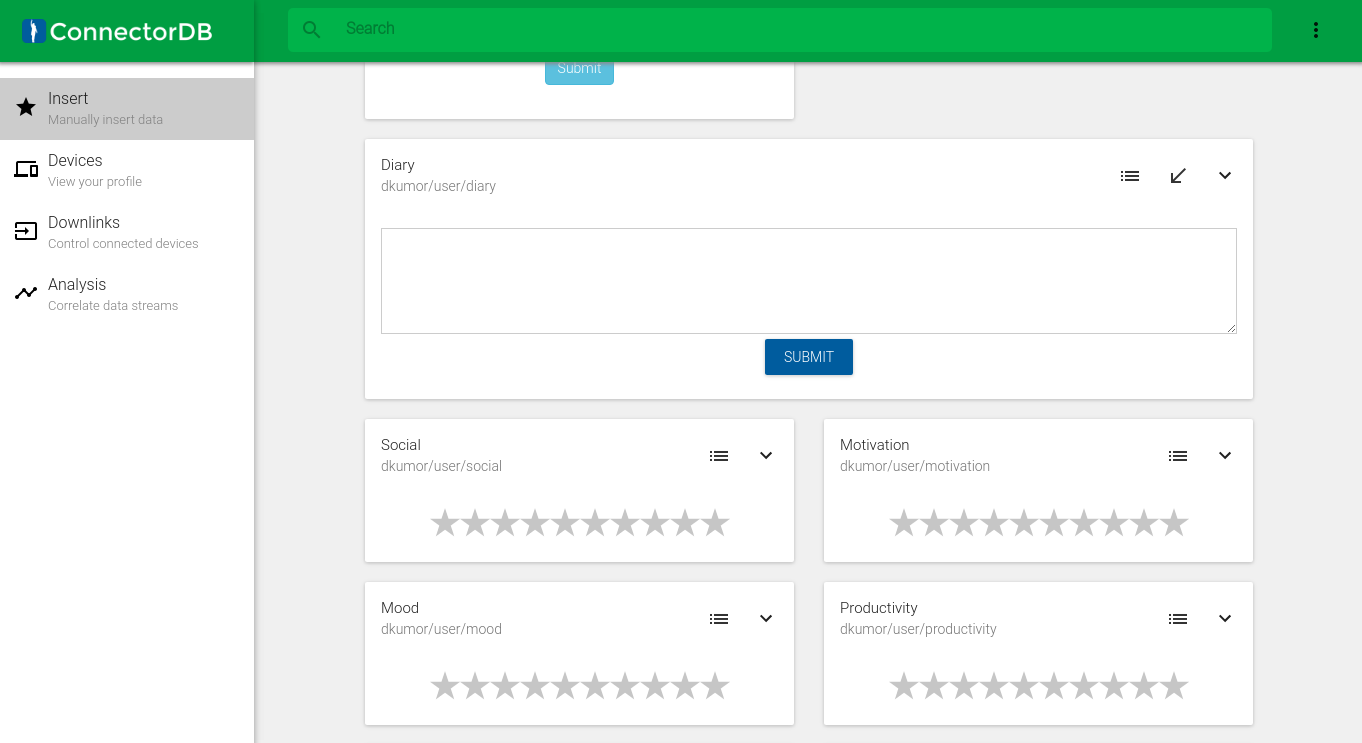 ConnectorDB
Search
Insert
Manually insert data
Devices
View your profile
Downlinks
Control connected devices
Analysis
Correlate data streams
Submit
Diary
dkumor/user/diary
SUBMIT
Social
dkumor/user/social
Motivation
dkumor/user/motivation
Mood
dkumor/user/mood
Productivity
dkumor/user/productivity